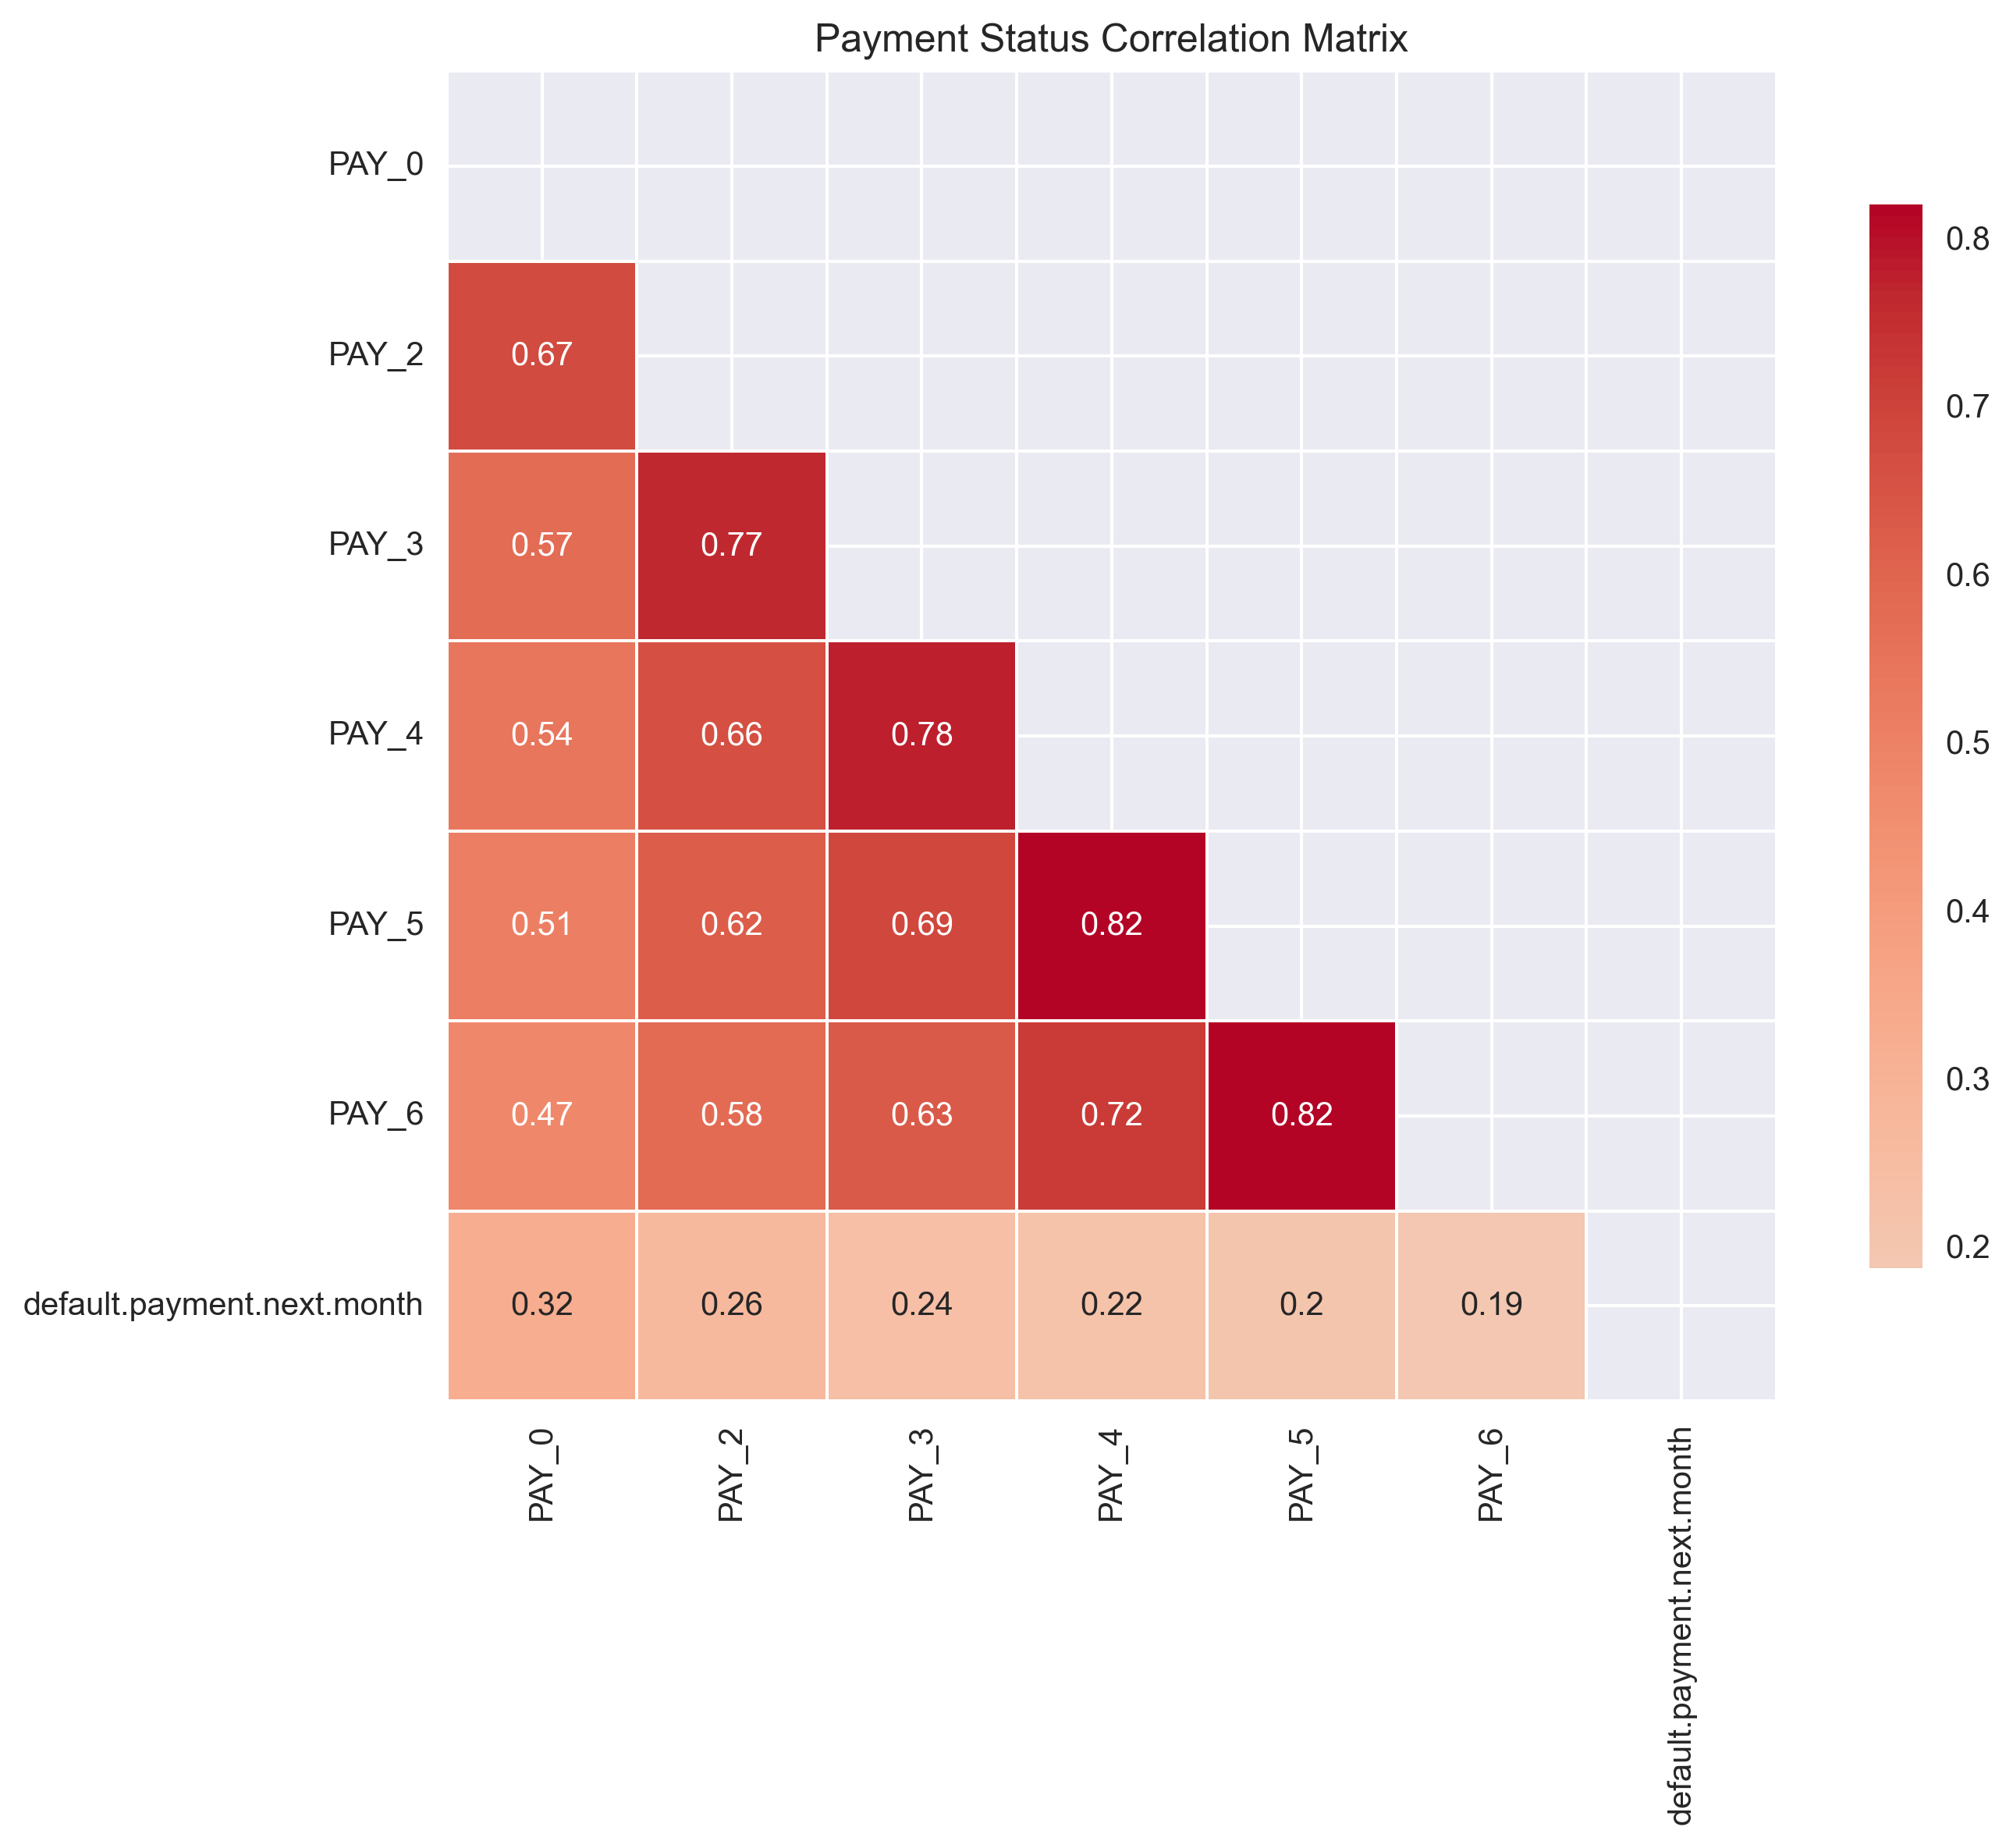 Payment Status Correlation Matrix
PAY_0
PAY_2 0.67
PAY_3 0.57 0.77
PAY_4 0.54 0.66 0.78
PAY_5 0.51 0.62 0.69 0.82
PAY_6 0.47 0.58 0.63 0.72 0.82
default.payment.next.month 0.32 0.26 0.24 0.22 0.2 0.19
PAY_0 PAY_2 PAY_3 PAY_4 PAY_5 PAY_6 default.payment.next.month
0.8
0.7
0.6
0.5
0.4
0.3
0.2